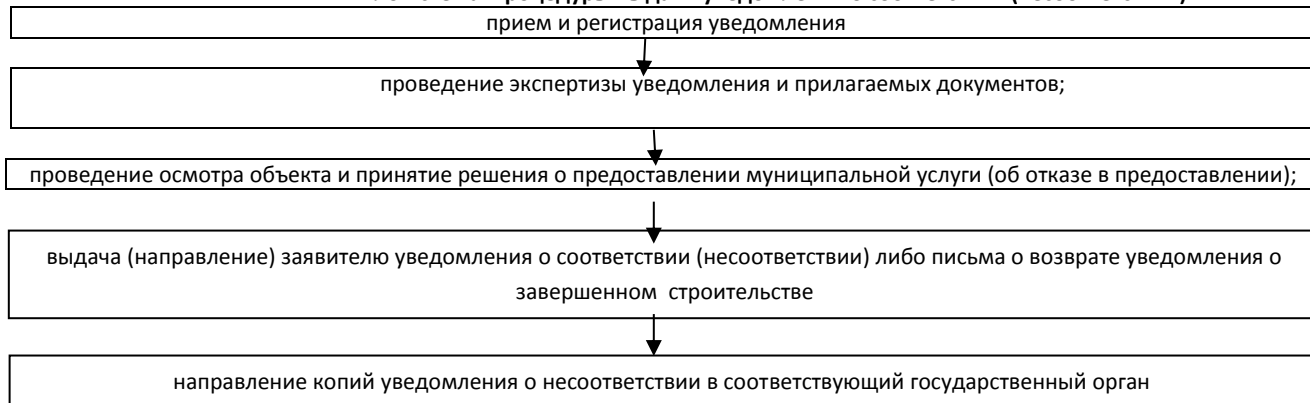 прием и регистрация уведомления
проведение экспертизы уведомления и прилагаемых документов;
проведение осмотра объекта и принятие решения о предоставлении муниципальной услуги (об отказе в предоставлении);
выдача (направление) заявителю уведомления о соответствии (несоответствии) либо письма о возврате уведомления о
завершенном строительстве
направление копий уведомления о несоответствии в соответствующий государственный орган